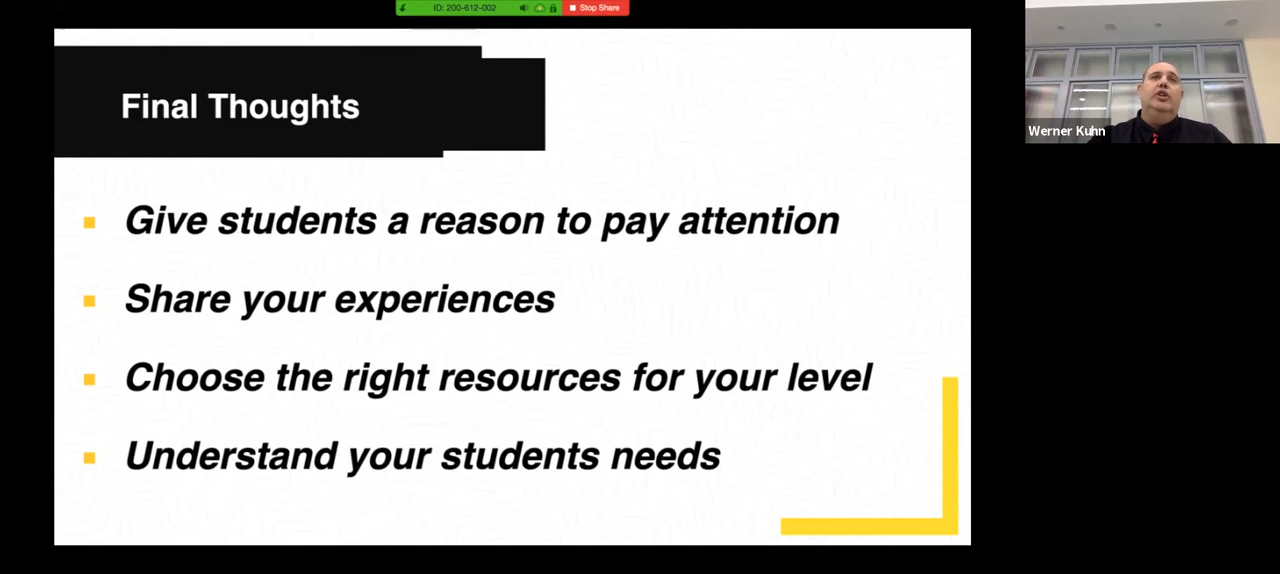 ID: 200-612-002
Stop Share
Final Thoughts
Give students a reason to pay attention
Share your experiences
Choose the right resources for your level
Understand your students needs
Werner Kuhn